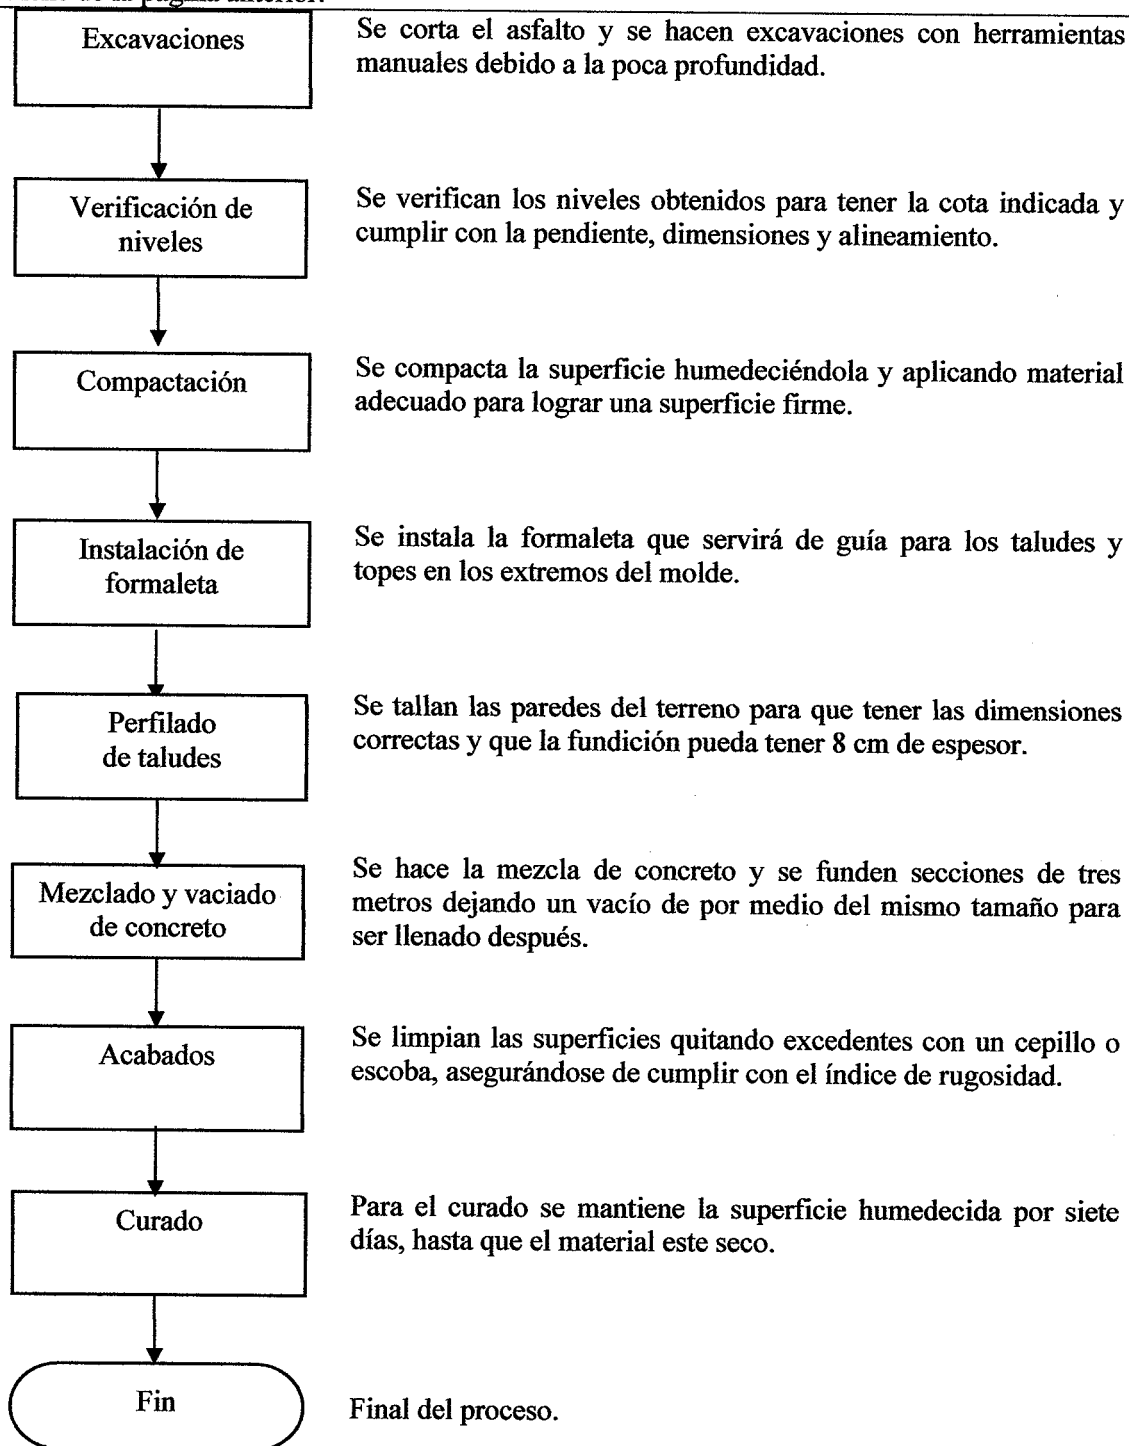 de la página anterior.
Excavaciones
Se corta el asfalto y se hacen excavaciones con herramientas
manuales debido a la poca profundidad.
Verificación de
niveles
Se verifican los niveles obtenidos para tener la cota indicada y
cumplir con la pendiente, dimensiones y alineamiento.
Compactación
Se compacta la superficie humedeciéndola y aplicando material
adecuado para lograr una superficie firme.
Instalación de
formaleta
Se instala la formaleta que servirá de guía para los taludes y
topes en los extremos del molde.
Perfilado
de taludes
Se tallan las paredes del terreno para que tener las dimensiones
correctas y que la fundición pueda tener 8 cm de espesor.
Mezclado y vaciado
de concreto
Se hace la mezcla de concreto y se funden secciones de tres
metros dejando un vacío de por medio del mismo tamaño para
ser llenado después.
Acabados
Se limpian las superficies quitando excedentes con un cepillo o
escoba, asegurándose de cumplir con el índice de rugosidad.
Curado
Para el curado se mantiene la superficie humedecida por siete
días, hasta que el material este seco.
Fin
Final del proceso.